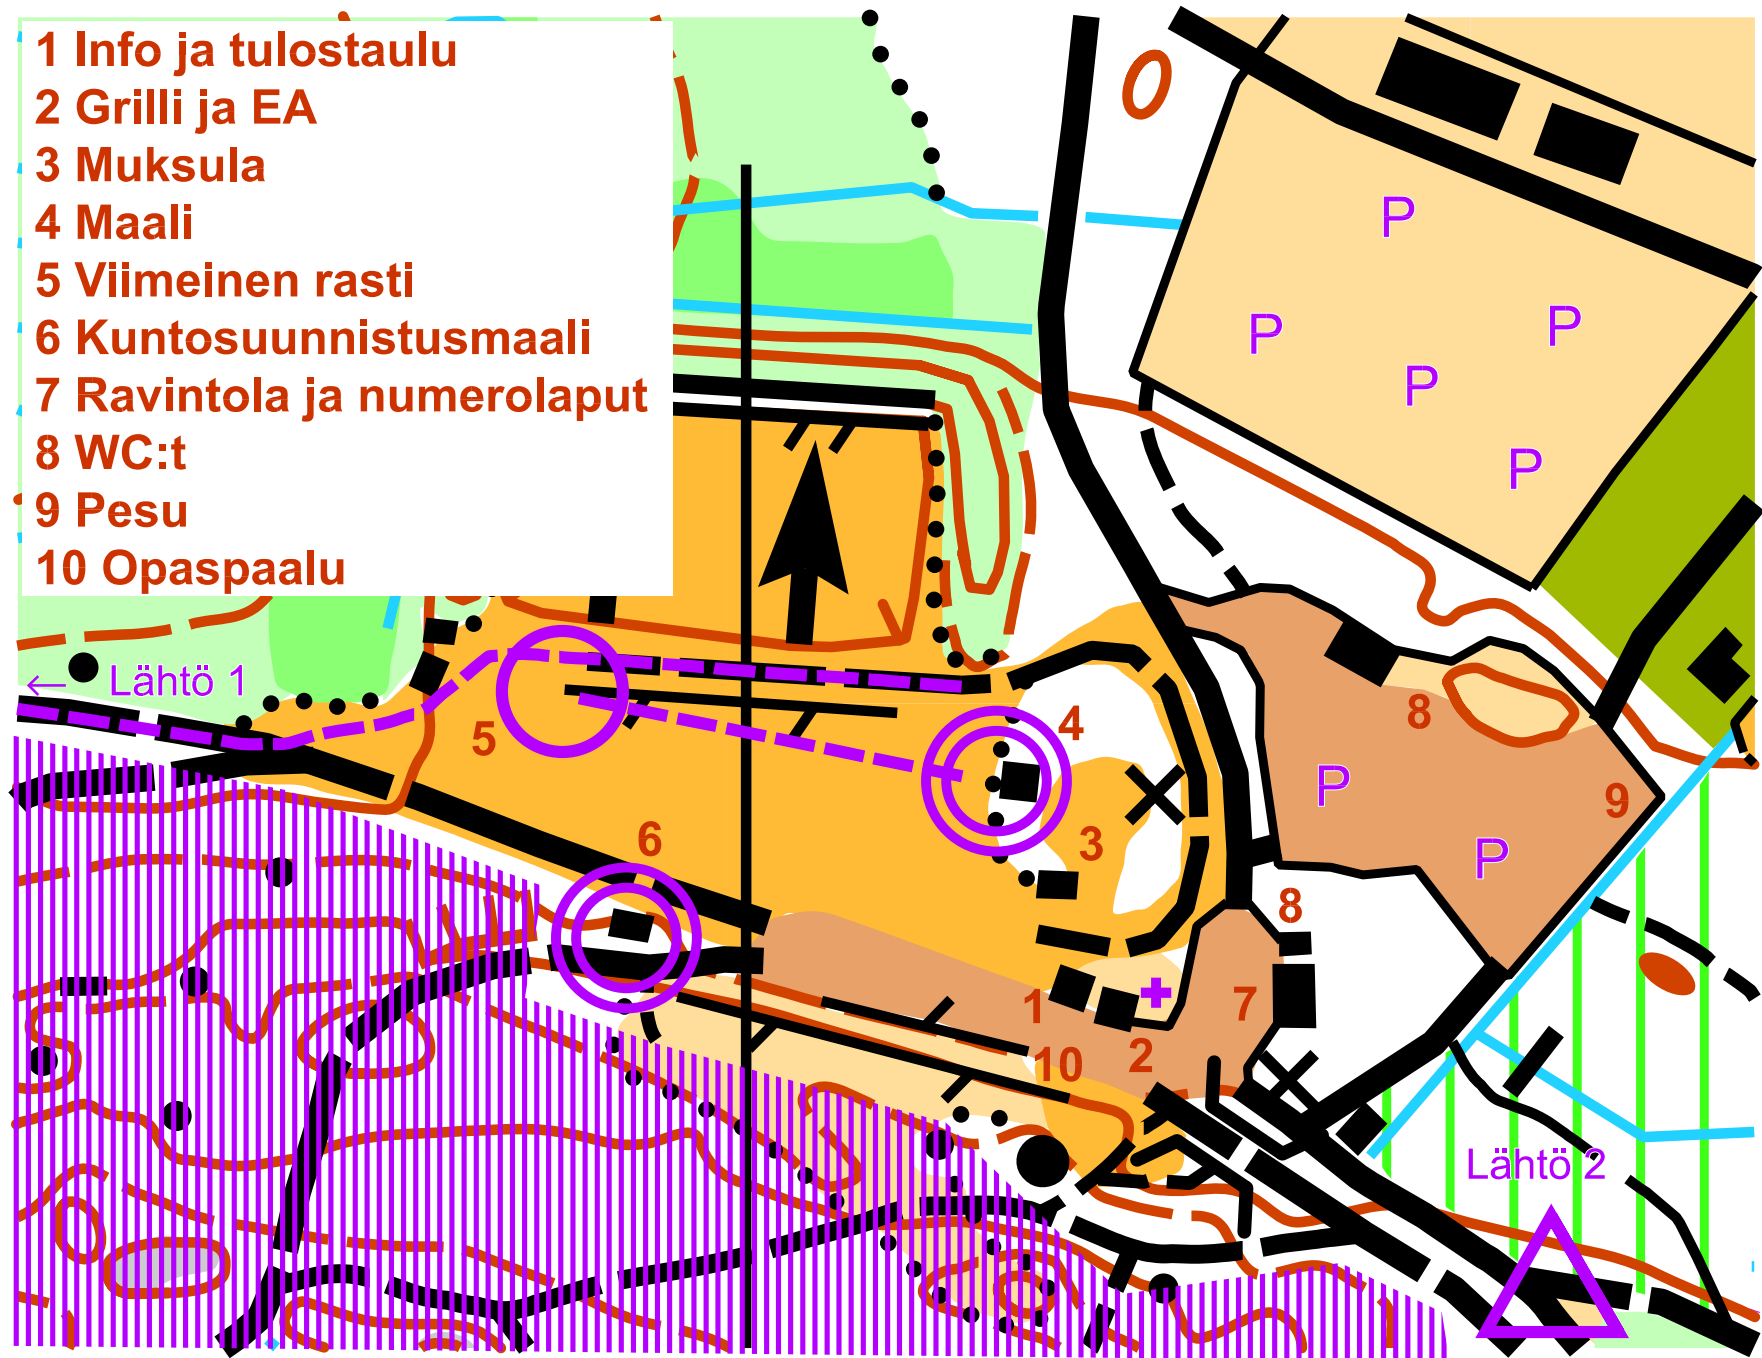 1 Info ja tulostaulu
2 Grilli ja EA
3 Muksula
4 Maali
5 Viimeinen rasti
6 Kuntosuunnistusmaali
7 Ravintola ja numerolaput
8 WC:t
9 Pesu
10 Opaspaalu
P
P
P
P
P
← Lähtö 1
5
4
8
P
9
6
3
P
8
1
7
2
10
Lähtö 2